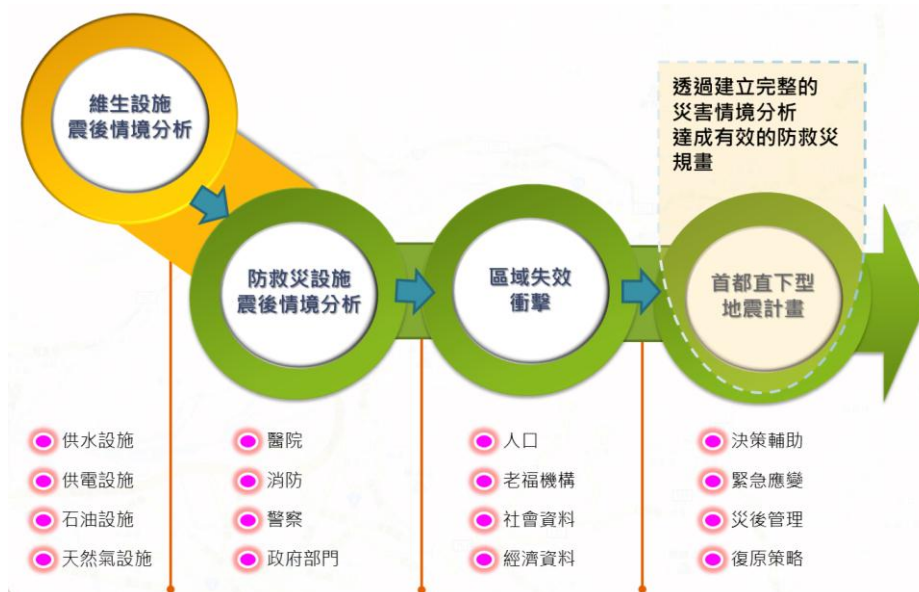 維生設施
震後情境分析
防救災設施
震後情境分析
區域失效
衝擊
透過建立完整的
災害情境分析
達成有效的防救災
規畫
首都直下型
地震計畫
供水設施
供電設施
石油設施
天然氣設施
醫院
消防
警察
政府部門
人口
老福機構
社會資料
經濟資料
決策輔助
緊急應變
災後管理
復原策略